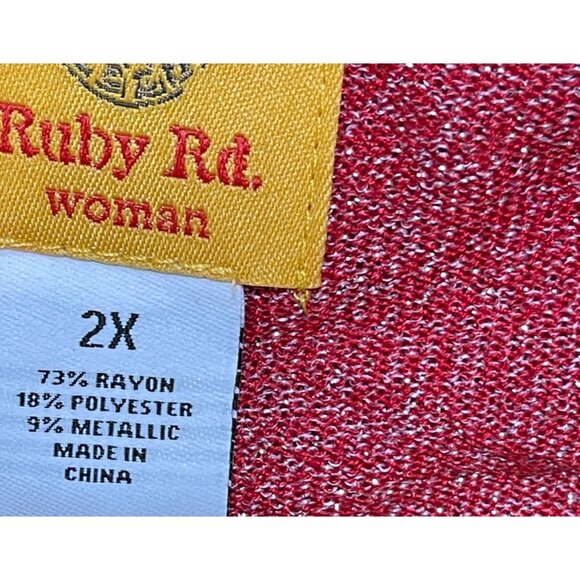 Ruby Rd.
woman
2X
73% RAYON
18% POLYESTER
9% METALLIC
MADE IN
CHINA